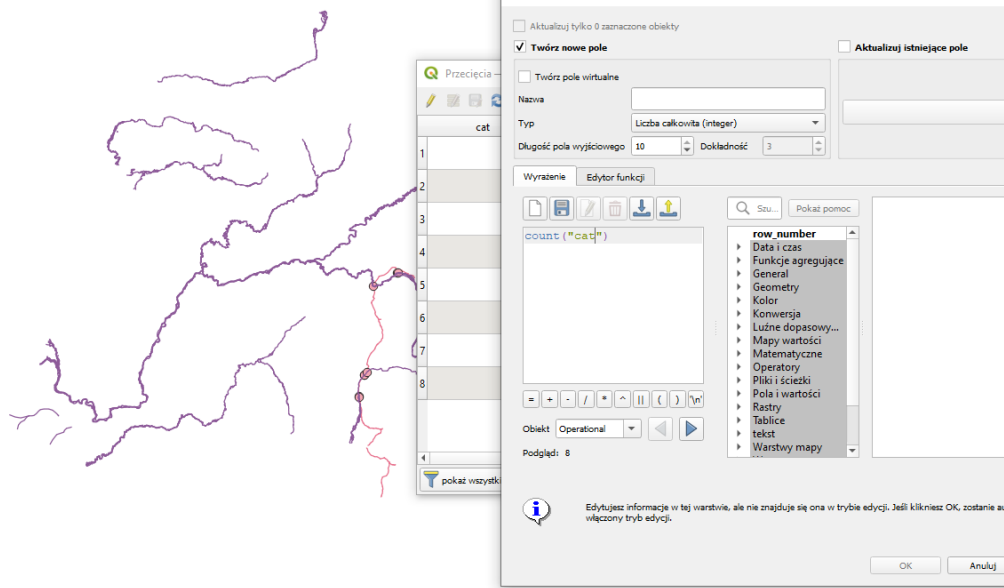 Aktualizuj tylko 0 zaznaczone obiekty
Twórz nowe pole
Aktualizuj istniejące pole
Twórz pole wirtualne
Nazwa
Typ
Liczba całkowita (integer)
Długość pola wyjściowego 10 Dokładność 3
Przecięcia —
cat
1
2
3
4
5
6
7
8
pokaż wszystki
Wyrażenie
Edytor funkcji
count("cat")
Szu...
Pokaż pomoc
row_number
Data i czas
Funkcje agregujące
General
Geometry
Kolor
Konwersja
Luźne dopasowy...
Mapy wartości
Matematyczne
Operatory
Pliki i ścieżki
Pola i wartości
Rastry
Tablice
tekst
Warstwy mapy
= + - / * ^ || ( ) '\n'
Obiekt Operational
Podgląd: 8
Edytujesz informacje w tej warstwie, ale nie znajduje się ona w trybie edycji. Jeśli klikniesz OK, zostanie au
włączony tryb edycji.
OK
Anuluj